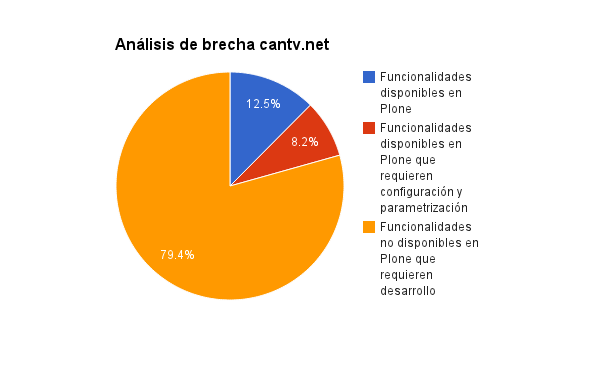 Análisis de brecha cantv.net
12.5%
8.2%
79.4%
Funcionalidades
disponibles en
Plone
Funcionalidades
disponibles en
Plone que
requieren
configuración y
parametrización
Funcionalidades
no disponibles en
Plone que
requieren
desarrollo